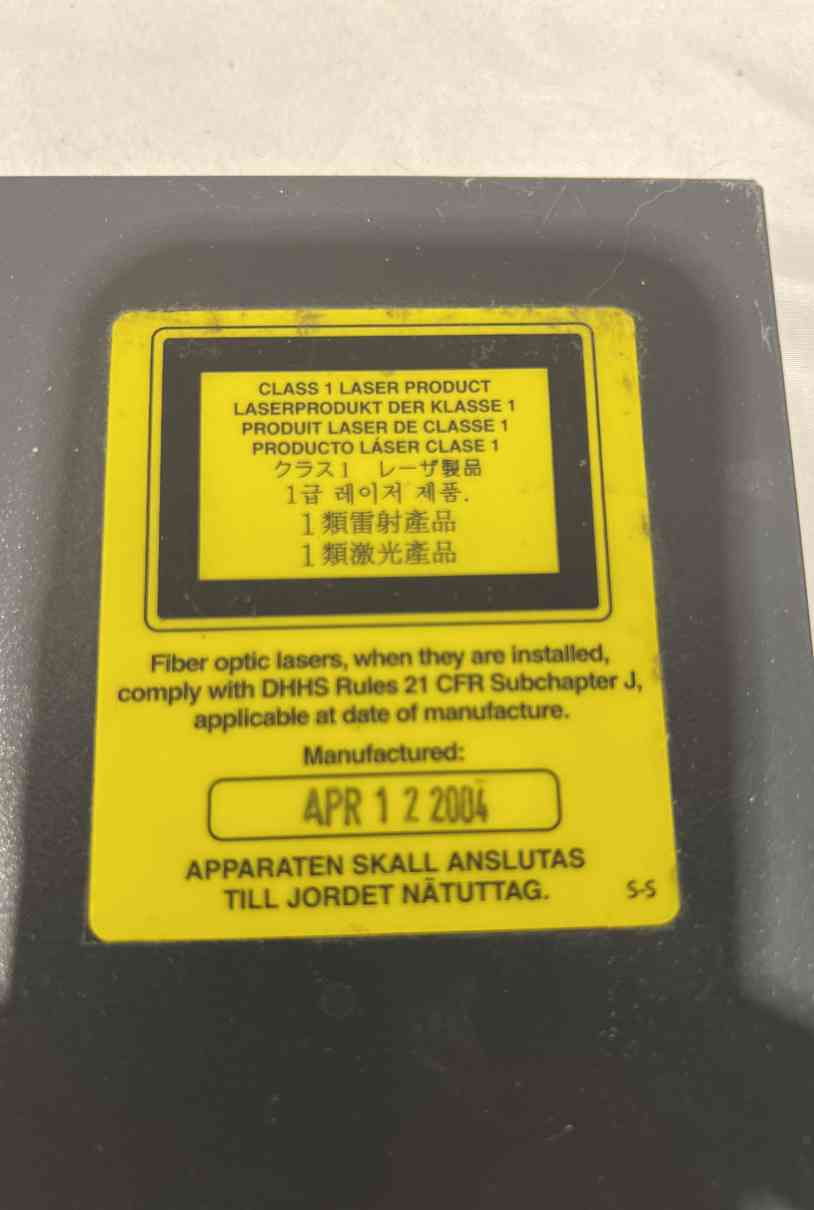 CLASS 1 LASER PRODUCT
LASERPRODUKT DER KLASSE 1
PRODUIT LASER DE CLASSE 1
PRODUCTO LÁSER CLASE 1
クラス1 レーザ製品
1급 레이저 제품.
1類雷射產品
1類激光產品
Fiber optic lasers, when they are installed,
comply with DHHS Rules 21 CFR Subchapter J,
applicable at date of manufacture.
Manufactured:
APR 1 2 2004
APPARATEN SKALL ANSLUTAS
TILL JORDET NÄTUTTAG.
S-S